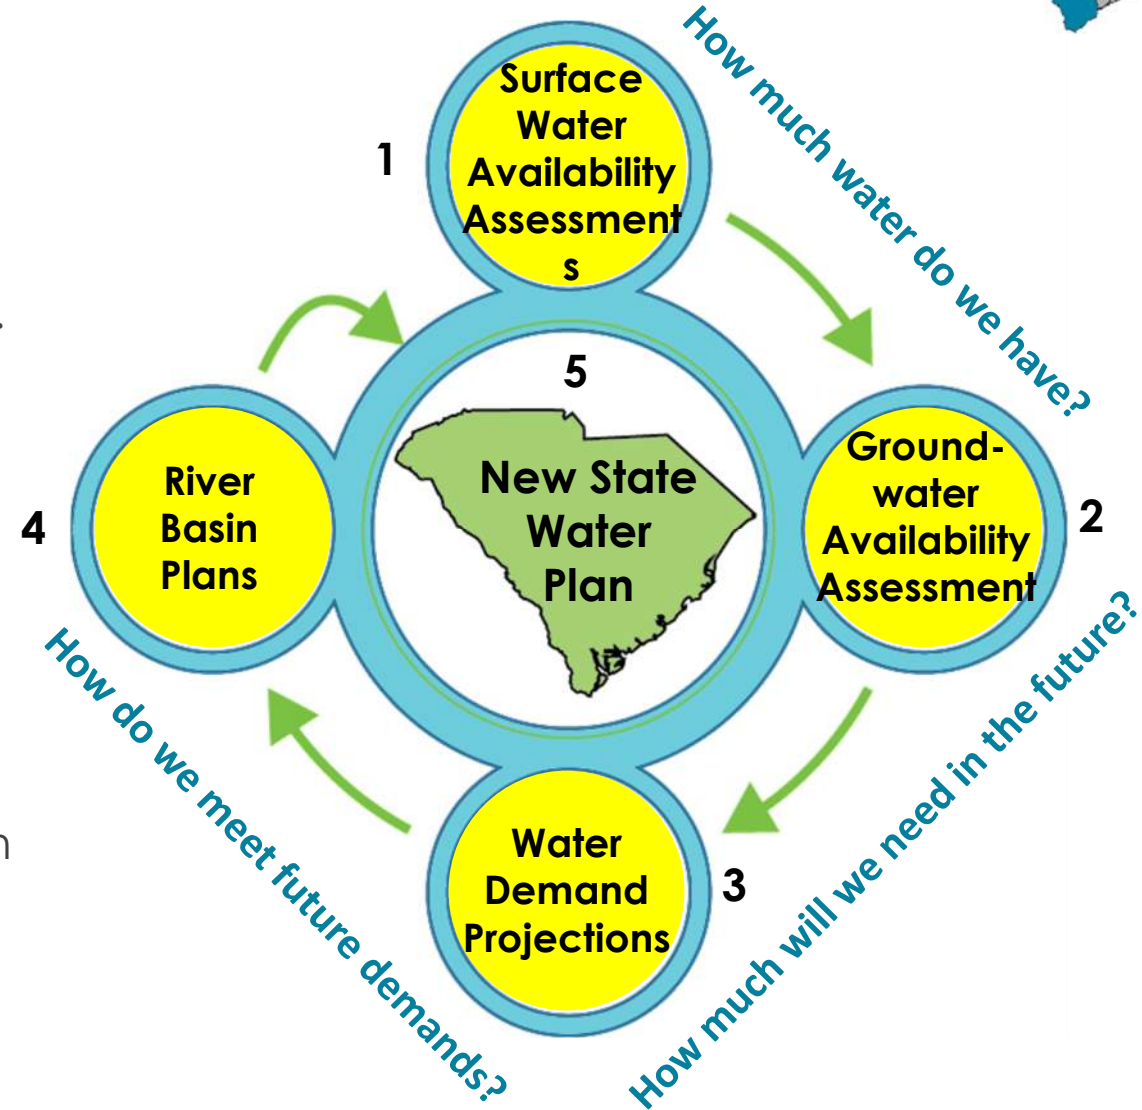 How much water do we have?
1
Surface
Water
Availability
Assessment
s
5
New State
Water
Plan
Ground-
water
Availability
Assessment
2
How much will we need in the future?
Water
Demand
Projections
3
How do we meet future demands?
River
Basin
Plans
4